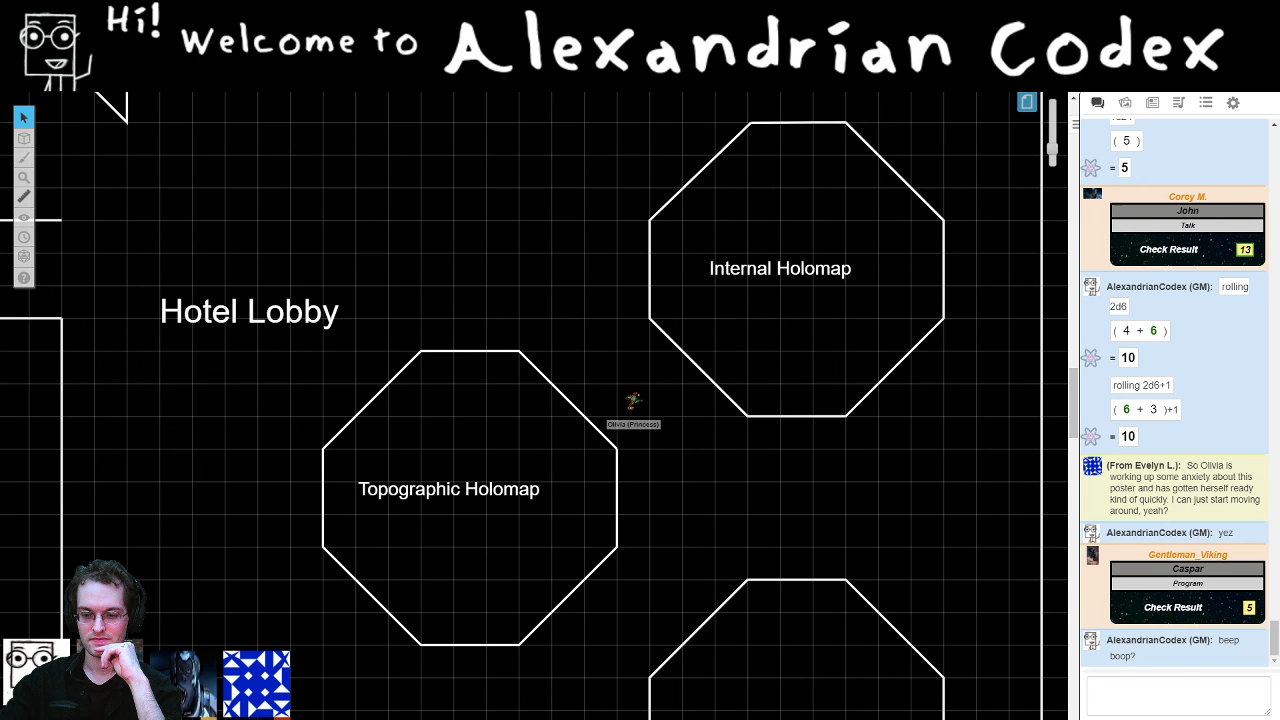 Hi! Welcome to Alexandrian Codex
( 5 )
= 5
Corey M.
John
Talk
Check Result 13
AlexandrianCodex (GM): rolling
2d6
( 4 + 6 )
= 10
rolling 2d6+1
( 6 + 3 )+1
= 10
(From Evelyn L.): So Olivia is
working up some anxiety about this
poster and has gotten herself ready
kind of quickly. I can just start moving
around, yeah?
AlexandrianCodex (GM): yez
Gentleman_Viking
Caspar
Program
Check Result 5
AlexandrianCodex (GM): beep
boop?
Internal Holomap
Hotel Lobby
Olivia (Princess)
Topographic Holomap